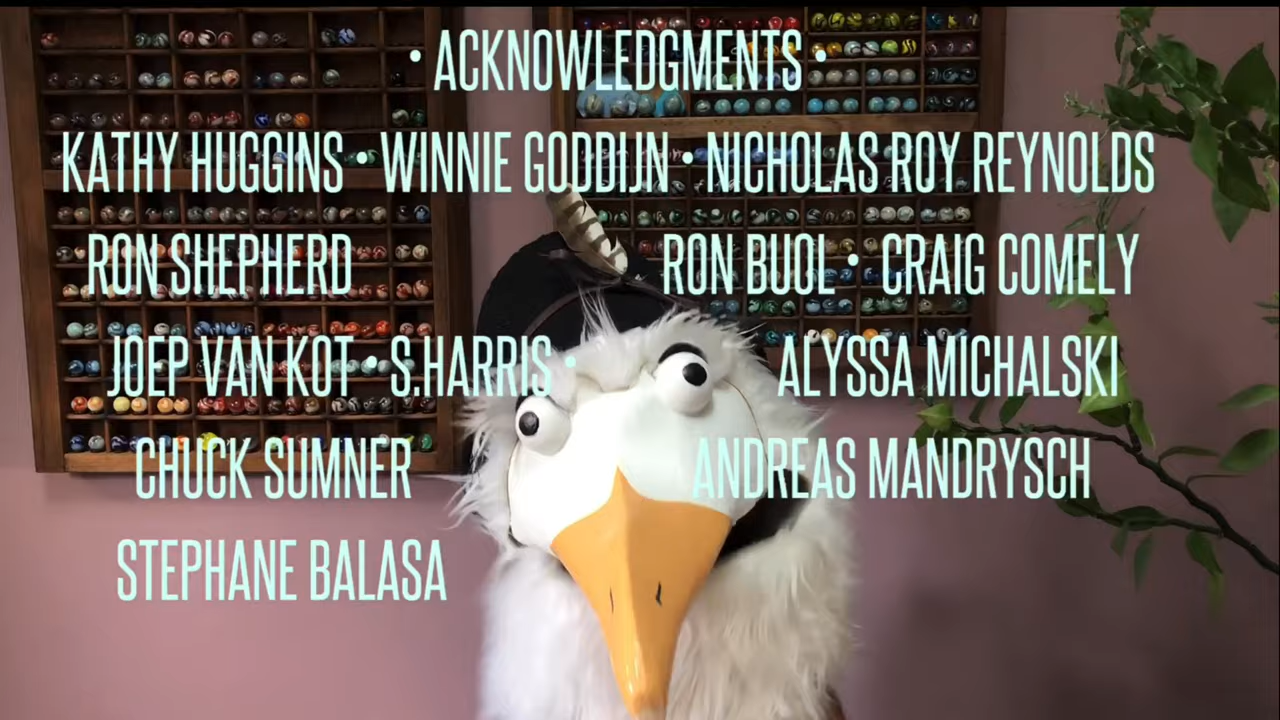 • ACKNOWLEDGMENTS •
KATHY HUGGINS • WINNIE GODDIJN • NICHOLAS ROY REYNOLDS
RON SHEPHERD RON BUOL • CRAIG COMELY
JOEP VAN KOT • S.HARRIS • ALYSSA MICHALSKI
CHUCK SUMNER ANDREAS MANDRYSCH
STEPHANE BALASA